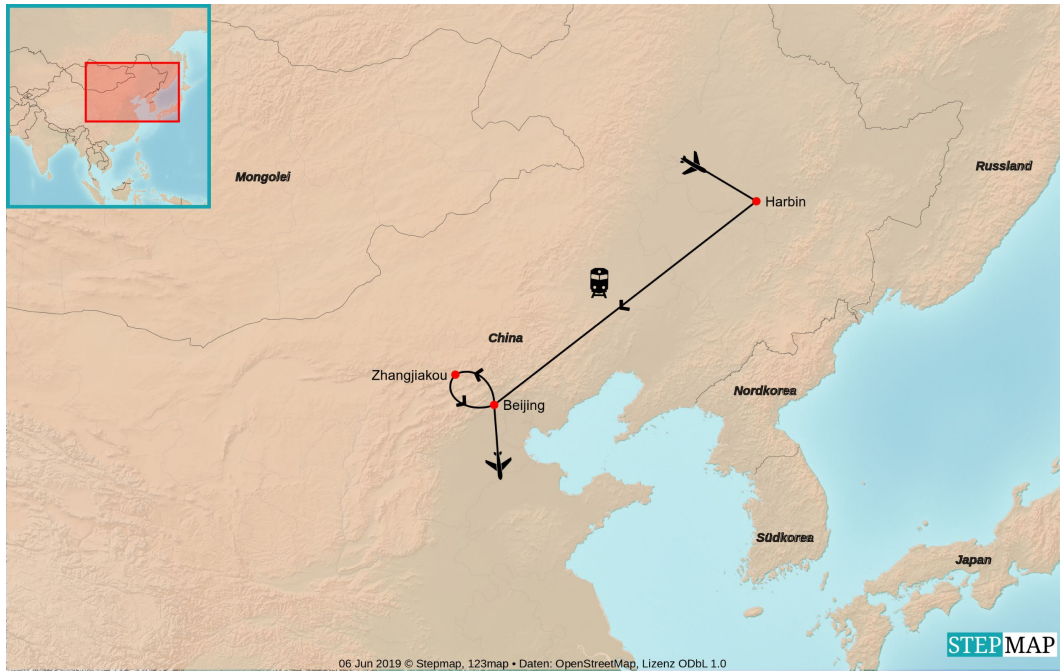 Mongolei
Russland
Harbin
China
Zhangjiakou
Beijing
Nordkorea
Südkorea
Japan
STEPMAP
06 Jun 2019 © Stepmap, 123map • Daten: OpenStreetMap, Lizenz ODbL 1.0